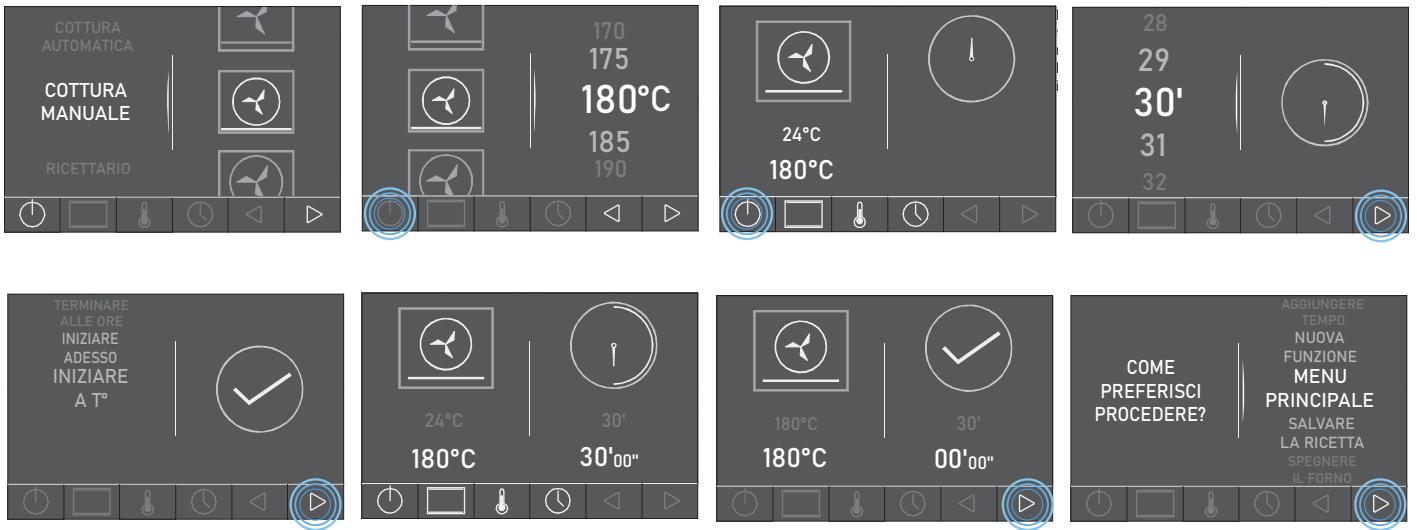 COTTURA
AUTOMATICA
COTTURA
MANUALE
RICETTARIO
170
175
180°C
185
190
24°C
180°C
28
29
30'
31
32
TERMINARE
ALLE ORE
INIZIARE
ADESSO
INIZIARE
A T°
24°C
180°C
30'
30'00"
180°C
180°C
30'
00'00"
COME
PREFERISCI
PROCEDERE?
AGGIUNGERE
TEMPO
NUOVA
FUNZIONE
MENU
PRINCIPALE
SALVARE
LA RICETTA
SPEGNERE
IL FORNO